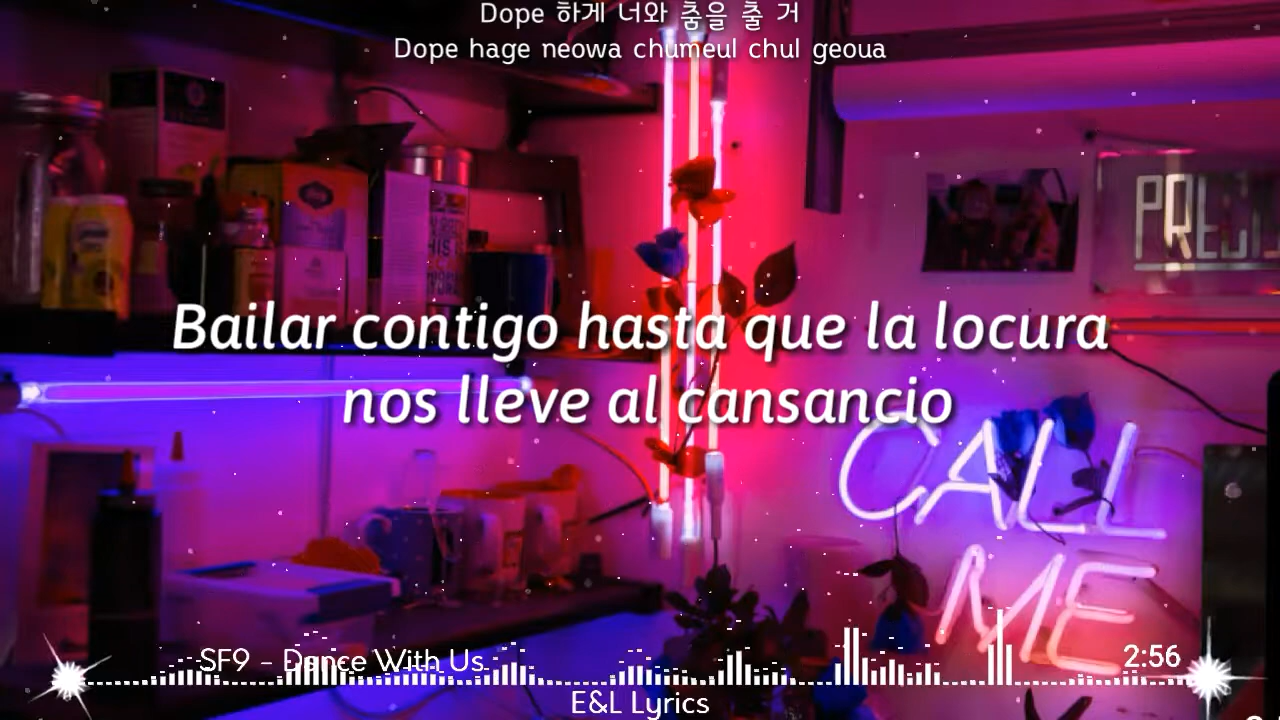 Dope 하게 너와 춤을 출 거
Dope hage neowa chumeul chul geoua
Bailar contigo hasta que la locura
nos lleve al cansancio
CALL
ME
SF9 - Dance With Us
2:56
E&L Lyrics